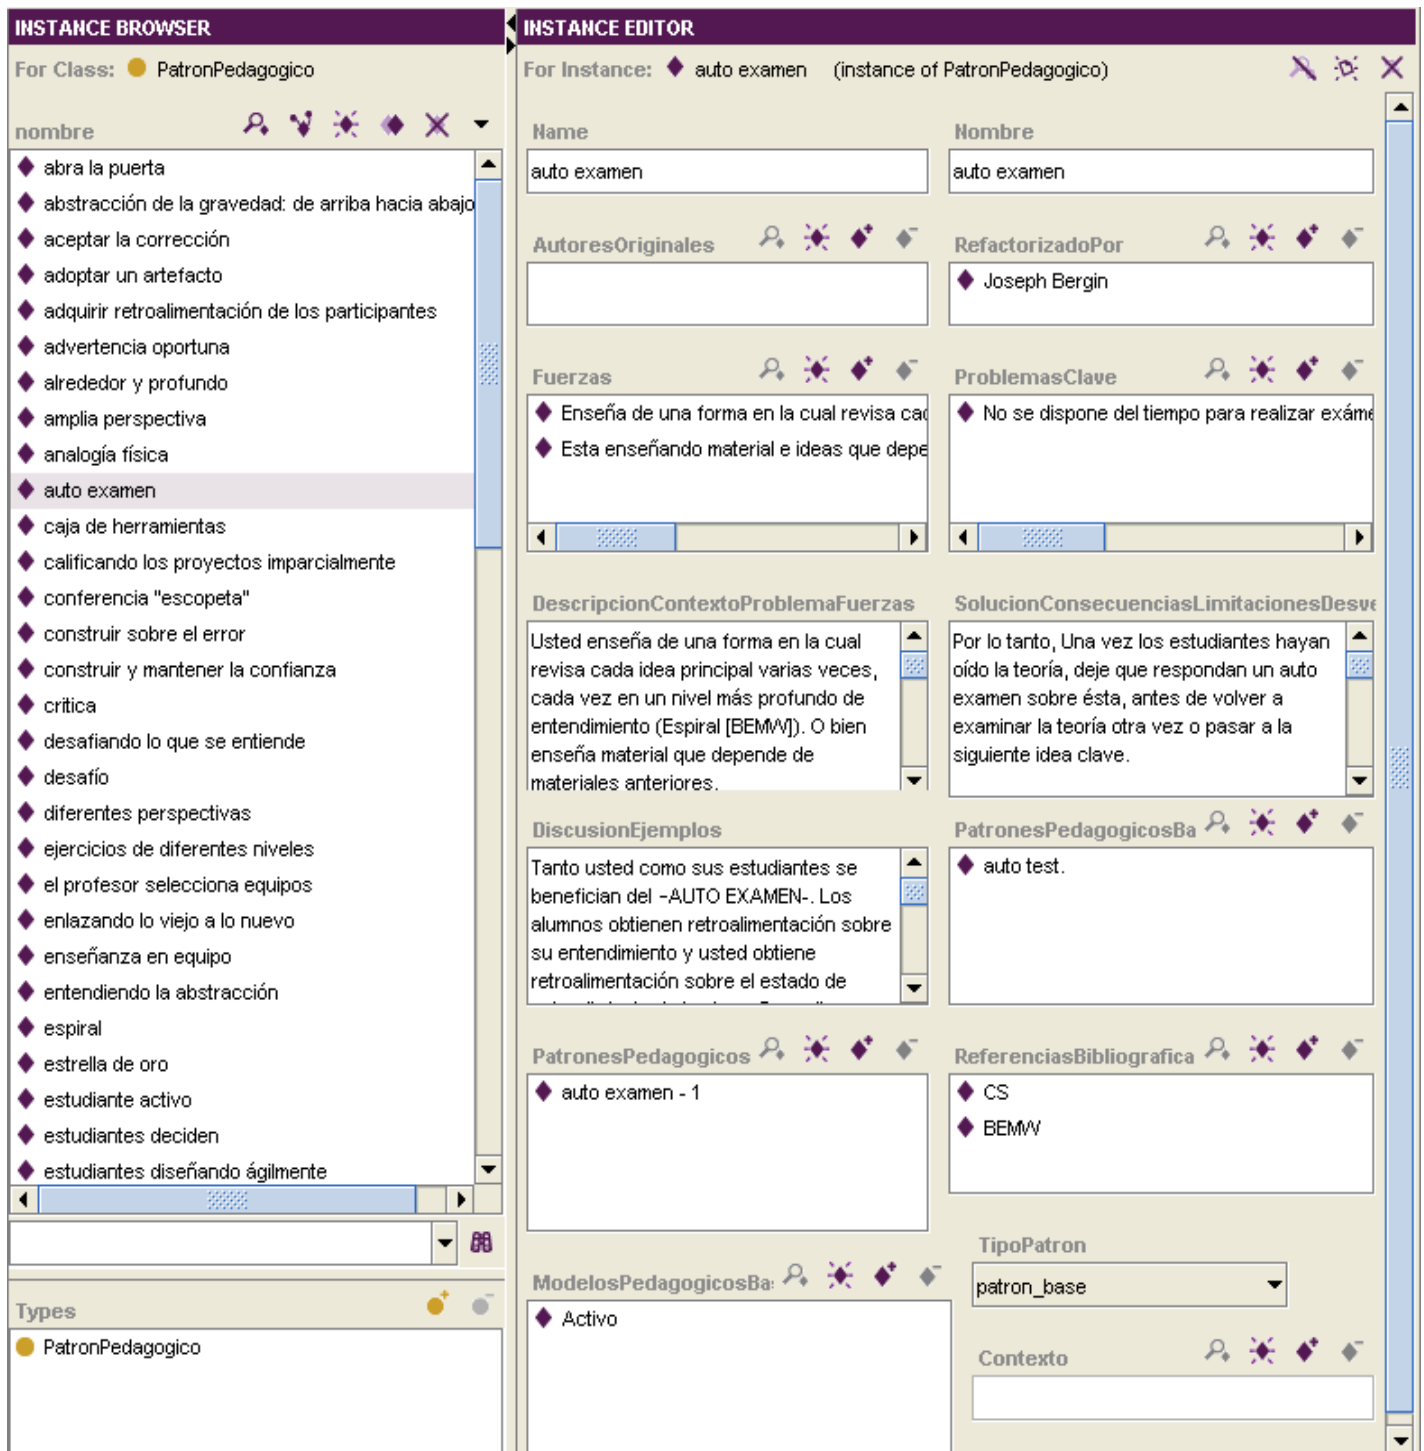 INSTANCE BROWSER
For Class: PatronPedagogico
nombre
abra la puerta
abstracción de la gravedad: de arriba hacia abajo
aceptar la corrección
adoptar un artefacto
adquirir retroalimentación de los participantes
advertencia oportuna
alrededor y profundo
amplia perspectiva
analogía física
auto examen
caja de herramientas
calificando los proyectos imparcialmente
conferencia "escopeta"
construir sobre el error
construir y mantener la confianza
critica
desafiando lo que se entiende
desafío
diferentes perspectivas
ejercicios de diferentes niveles
el profesor selecciona equipos
enlazando lo viejo a lo nuevo
enseñanza en equipo
entendiendo la abstracción
espiral
estrella de oro
estudiante activo
estudiantes deciden
estudiantes diseñando ágilmente
Types
PatronPedagogico
INSTANCE EDITOR
For Instance: auto examen (instance of PatronPedagogico)
Name
auto examen
Nombre
auto examen
AutoresOriginales
RefactorizadoPor
Joseph Bergin
Fuerzas
Enseña de una forma en la cual revisa cad
Esta enseñando material e ideas que depe
ProblemasClave
No se dispone del tiempo para realizar exáme
DescripcionContextoProblemaFuerzas
Usted enseña de una forma en la cual
revisa cada idea principal varias veces,
cada vez en un nivel más profundo de
entendimiento (Espiral [BEMW]). O bien
enseña material que depende de
materiales anteriores.
SolucionConsecuenciasLimitacionesDesve
Por lo tanto, Una vez los estudiantes hayan
oído la teoría, deje que respondan un auto
examen sobre ésta, antes de volver a
examinar la teoría otra vez o pasar a la
siguiente idea clave.
DiscusionEjemplos
Tanto usted como sus estudiantes se
benefician del -AUTO EXAMEN-. Los
alumnos obtienen retroalimentación sobre
su entendimiento y usted obtiene
retroalimentación sobre el estado de
PatronesPedagogicosBa
auto test.
PatronesPedagogicos
auto examen - 1
ReferenciasBibliografica
CS
BEMW
ModelosPedagogicosBa
Activo
TipoPatron
patron_base
Contexto